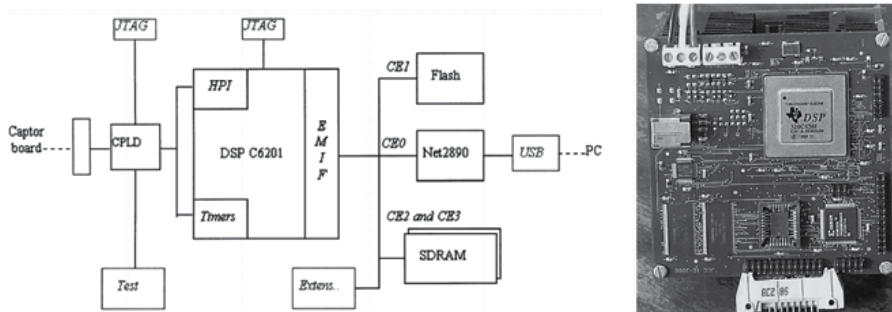 JTAG
JTAG
HPI
CE1
Flash
Captor
board
CPLD
DSP C6201
E
M
I
F
CE0
Net2890
USB
PC
Timers
CE2 and CE3
SDRAM
Test
Extens..
DSP
320C6201